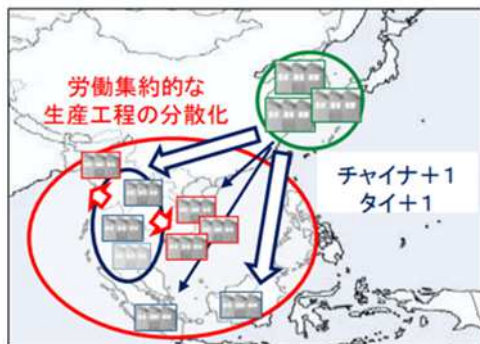 労働集約的な
生産工程の分散化
チャイナ＋１
タイ＋１